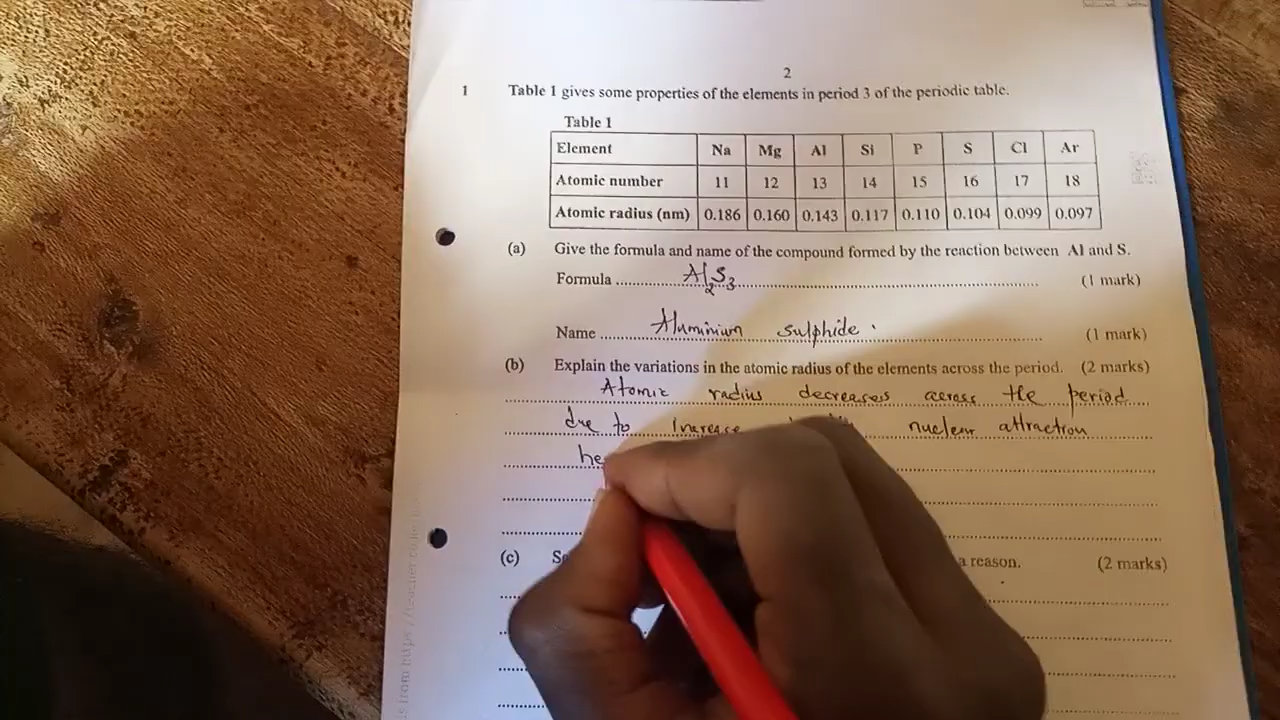 2
1 Table 1 gives some properties of the elements in period 3 of the periodic table.
Table 1
Element Na Mg Al Si P S Cl Ar
Atomic number 11 12 13 14 15 16 17 18
Atomic radius (nm) 0.186 0.160 0.143 0.117 0.110 0.104 0.099 0.097
(a) Give the formula and name of the compound formed by the reaction between Al and S.
Formula Al2S3 (1 mark)
Name Aluminium sulphide. (1 mark)
(b) Explain the variations in the atomic radius of the elements across the period. (2 marks)
Atomic radius decreases across the period
due to increase nuclear attraction
he
(c) a reason. (2 marks)